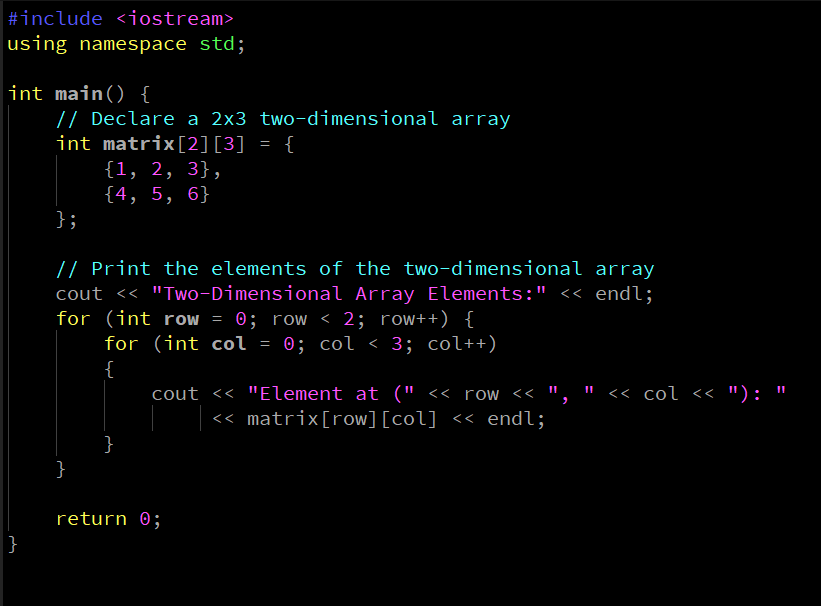 #include <iostream>
using namespace std;

int main() {
    // Declare a 2x3 two-dimensional array
    int matrix[2][3] = {
        {1, 2, 3},
        {4, 5, 6}
    };

    // Print the elements of the two-dimensional array
    cout << "Two-Dimensional Array Elements:" << endl;
    for (int row = 0; row < 2; row++) {
        for (int col = 0; col < 3; col++)
        {
            cout << "Element at (" << row << ", " << col << "): "
                 << matrix[row][col] << endl;
        }
    }

    return 0;
}